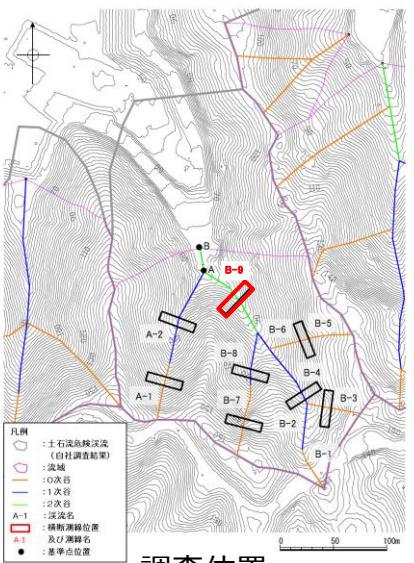 B
A
B-9
A-2
B-6
B-5
B-8
B-4
A-1
B-3
B-7
B-2
B-1
凡例
:土石流危険渓流
(自社調査結果)
:流域
:0次谷
:1次谷
:2次谷
A-1 :渓流名
:横断測線位置
A-1 及び測線名
:基準点位置
0 100m
調査位置